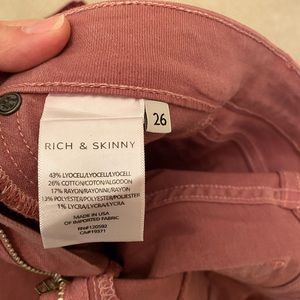 26
RICH & SKINNY
43% LYOCELL/LYOCELL/LYOCELL
26% COTTON/COTON/ALGODON
17% RAYON/RAYONNE/RAYON
13% POLYESTER/POLYESTER/POLIESTER
1% LYCRA/LYCRA/LYCRA
MADE IN USA
OF IMPORTED FABRIC
RN#120592
CA#19371